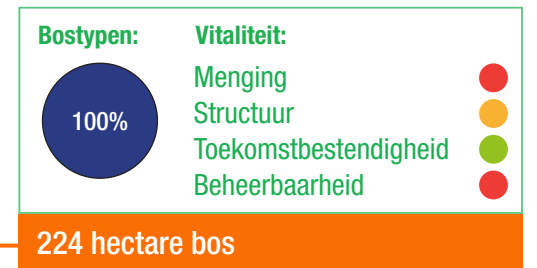 Bostypen:
Vitaliteit:
100%
Menging
Structuur
Toekomstbestendigheid
Beheerbaarheid
224 hectare bos